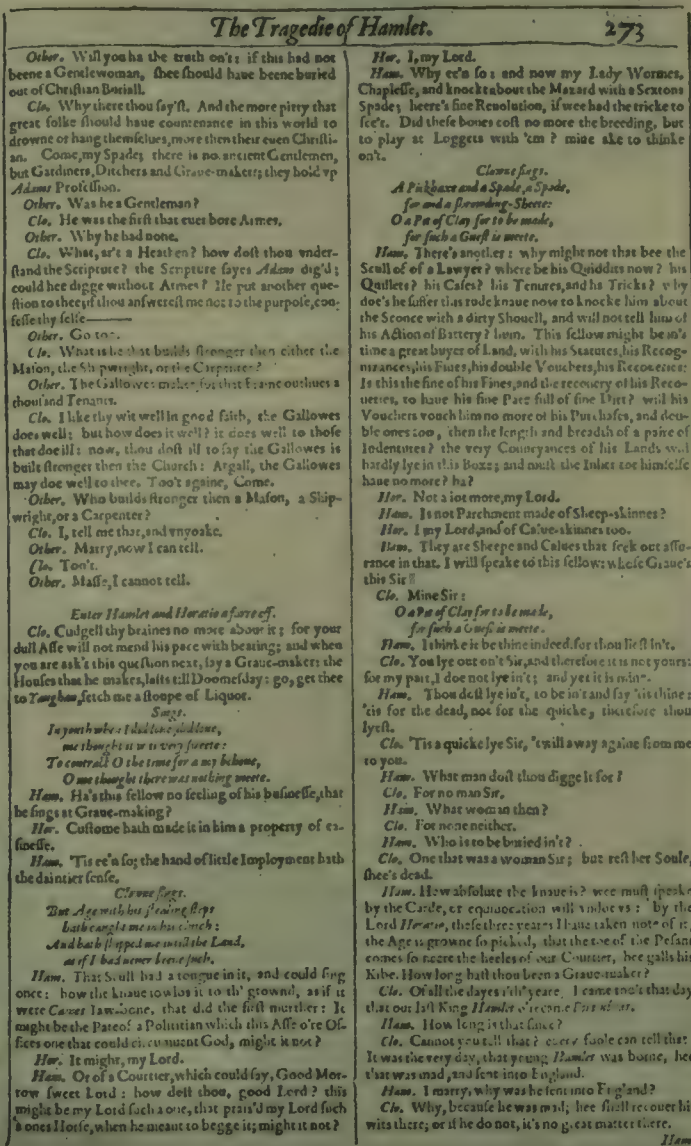 The Tragedie of Hamlet. 273
Other. Will you ha the truth on't: if this had not
beene a Gentlewoman, shee should haue beene buried
out of Christian Buriall.
Clo. Why there thou say'st. And the more pitty that
great folke should haue countenance in this world to
drowne or hang themselues, more then their euen Christi-
an. Come, my Spade; there is no ancient Gentlemen,
but Gardiners, Ditchers and Graue-makers; they hold vp
Adams Profession.
Other. Was he a Gentleman?
Clo. He was the first that euer bore Armes.
Other. Why he had none.
Clo. What, ar't a Heathen? how dost thou vnder-
stand the Scripture? the Scripture sayes Adam dig'd;
could hee digge without Armes? Ile put another que-
stion to thee; if thou answerest me not to the purpose, con-
fesse thy selfe———
Other. Go too.
Clo. What is he that builds stronger then either the
Mason, the Shipwright, or the Carpenter?
Other. The Gallowes maker; for that Frame outliues a
thousand Tenants.
Clo. I like thy wit well in good faith, the Gallowes
does well; but how does it well? it does well to those
that doe ill: now, thou dost ill to say the Gallowes is
built stronger then the Church: Argall, the Gallowes
may doe well to thee. Too't againe, Come.
Other. Who builds stronger then a Mason, a Ship-
wright, or a Carpenter?
Clo. I, tell me that, and vnyoake.
Other. Marry, now I can tell.
Clo. Too't.
Other. Masse, I cannot tell.
Enter Hamlet and Horatio a farre off.
Clo. Cudgell thy braines no more about it; for your
dull Asse will not mend his pace with beating; and when
you are ask't this question next, say a Graue-maker: the
Houses that he makes, lasts till Doomesday: go, get thee
to Yaughan, fetch me a stoupe of Liquor.
Sings.
In youth when I did loue, did loue,
me thought it was very sweete:
To contract O the time for a my behoue,
O me thought there was nothing meete.
Ham. Ha's this fellow no feeling of his businesse, that
he sings at Graue-making?
Hor. Custome hath made it in him a property of ea-
sinesse.
Ham. 'Tis ee'n so; the hand of little Imployment hath
the daintier sense.
Clowne sings.
But Age with his stealing steps
hath caught me in his clutch:
And hath shipped me intill the Land,
as if I had neuer beene such.
Ham. That Scull had a tongue in it, and could sing
once: how the knaue iowles it to th' grownd, as if it
were Caines Iaw-bone, that did the first murther: It
might be the Pate of a Polititian which this Asse o're Of-
fices one that could circumuent God, might it not?
Hor. It might, my Lord.
Ham. Or of a Courtier, which could say, Good Mor-
row sweet Lord: how dost thou, good Lord? this
might be my Lord such a one, that prais'd my Lord such
a ones Horse, when he meant to begge it; might it not?
Hor. I, my Lord.
Ham. Why ee'n so: and now my Lady Wormes,
Chaplesse, and knockt about the Mazard with a Sextons
Spade; heere's fine Reuolution, if wee had the tricke to
see't. Did these bones cost no more the breeding, but
to play at Loggets with 'em? mine ake to thinke
on't.
Clowne sings.
A Pickhaxe and a Spade, a Spade,
for and a shrowding-Sheete:
O a Pit of Clay for to be made,
for such a Guest is meete.
Ham. There's another: why might not that bee the
Scull of of a Lawyer? where be his Quiddits now? his
Quillets? his Cases? his Tenures, and his Tricks? why
doe's he suffer this rude knaue now to knocke him about
the Sconce with a dirty Shouell, and will not tell him of
his Action of Battery? hum. This fellow might be in's
time a great buyer of Land, with his Statutes, his Recog-
nizances, his Fines, his double Vouchers, his Recoueries:
Is this the fine of his Fines, and the recouery of his Reco-
ueries, to haue his fine Pate full of fine Dirt? will his
Vouchers vouch him no more of his Purchases, and dou-
ble ones too, then the length and breadth of a paire of
Indentures? the very Conueyances of his Lands will
hardly lye in this Boxe; and must the Inheritor himselfe
haue no more? ha?
Hor. Not a iot more, my Lord.
Ham. Is not Parchment made of Sheep-skinnes?
Hor. I my Lord, and of Calue-skinnes too.
Ham. They are Sheepe and Calues that seek out assu-
rance in that. I will speake to this fellow: whose Graue's
this Sir?
Clo. Mine Sir:
O a Pit of Clay for to be made,
for such a Guest is meete.
Ham. I thinke it be thine indeed: for thou liest in't.
Clo. You lye out on't Sir, and therefore it is not yours:
for my part, I doe not lye in't; and yet it is mine.
Ham. Thou dost lye in't, to be in't and say 'tis thine:
'tis for the dead, not for the quicke, therefore thou
lyest.
Clo. 'Tis a quicke lye Sir, 'twill away againe from me
to you.
Ham. What man dost thou digge it for?
Clo. For no man Sir.
Ham. What woman then?
Clo. For none neither.
Ham. Who is to be buried in't?
Clo. One that was a woman Sir; but rest her Soule,
shee's dead.
Ham. How absolute the knaue is? wee must speake
by the Carde, or equiuocation will vndoe vs: by the
Lord Horatio, these three yeares I haue taken note of it,
the Age is growne so picked, that the toe of the Pesant
comes so neere the heeles of our Courtier, hee galls his
Kibe. How long hast thou been a Graue-maker?
Clo. Of all the dayes i'th' yeare, I came too't that day
that our last King Hamlet o'recame Fortinbras.
Ham. How long is that since?
Clo. Cannot you tell that? euery foole can tell that:
It was the very day, that young Hamlet was borne, hee
that was mad, and sent into England.
Ham. I marry, why was he sent into England?
Clo. Why, because he was mad; hee shall recouer his
wits there; or if he do not, it's no great matter there.
Ham.